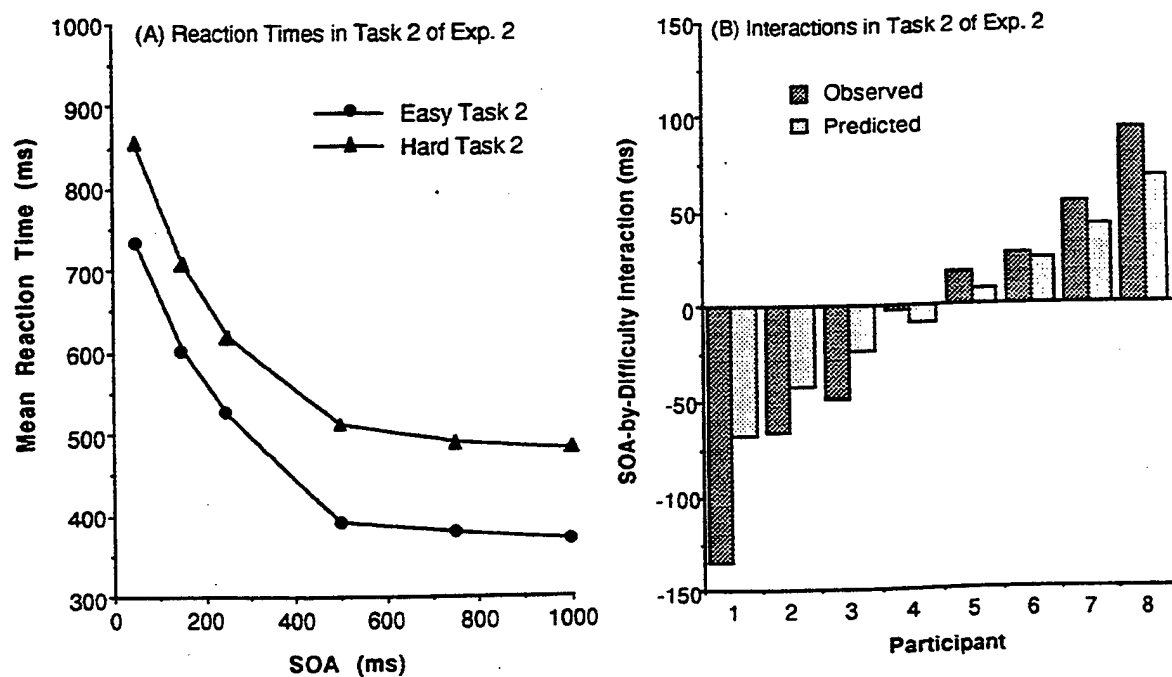 (A) Reaction Times in Task 2 of Exp. 2
Easy Task 2
Hard Task 2
1000
900
800
700
600
500
400
300
0
200
400
600
800
1000
Mean Reaction Time (ms)
SOA (ms)
(B) Interactions in Task 2 of Exp. 2
Observed
Predicted
150
100
50
0
-50
-100
-150
1
2
3
4
5
6
7
8
SOA-by-Difficulty Interaction (ms)
Participant